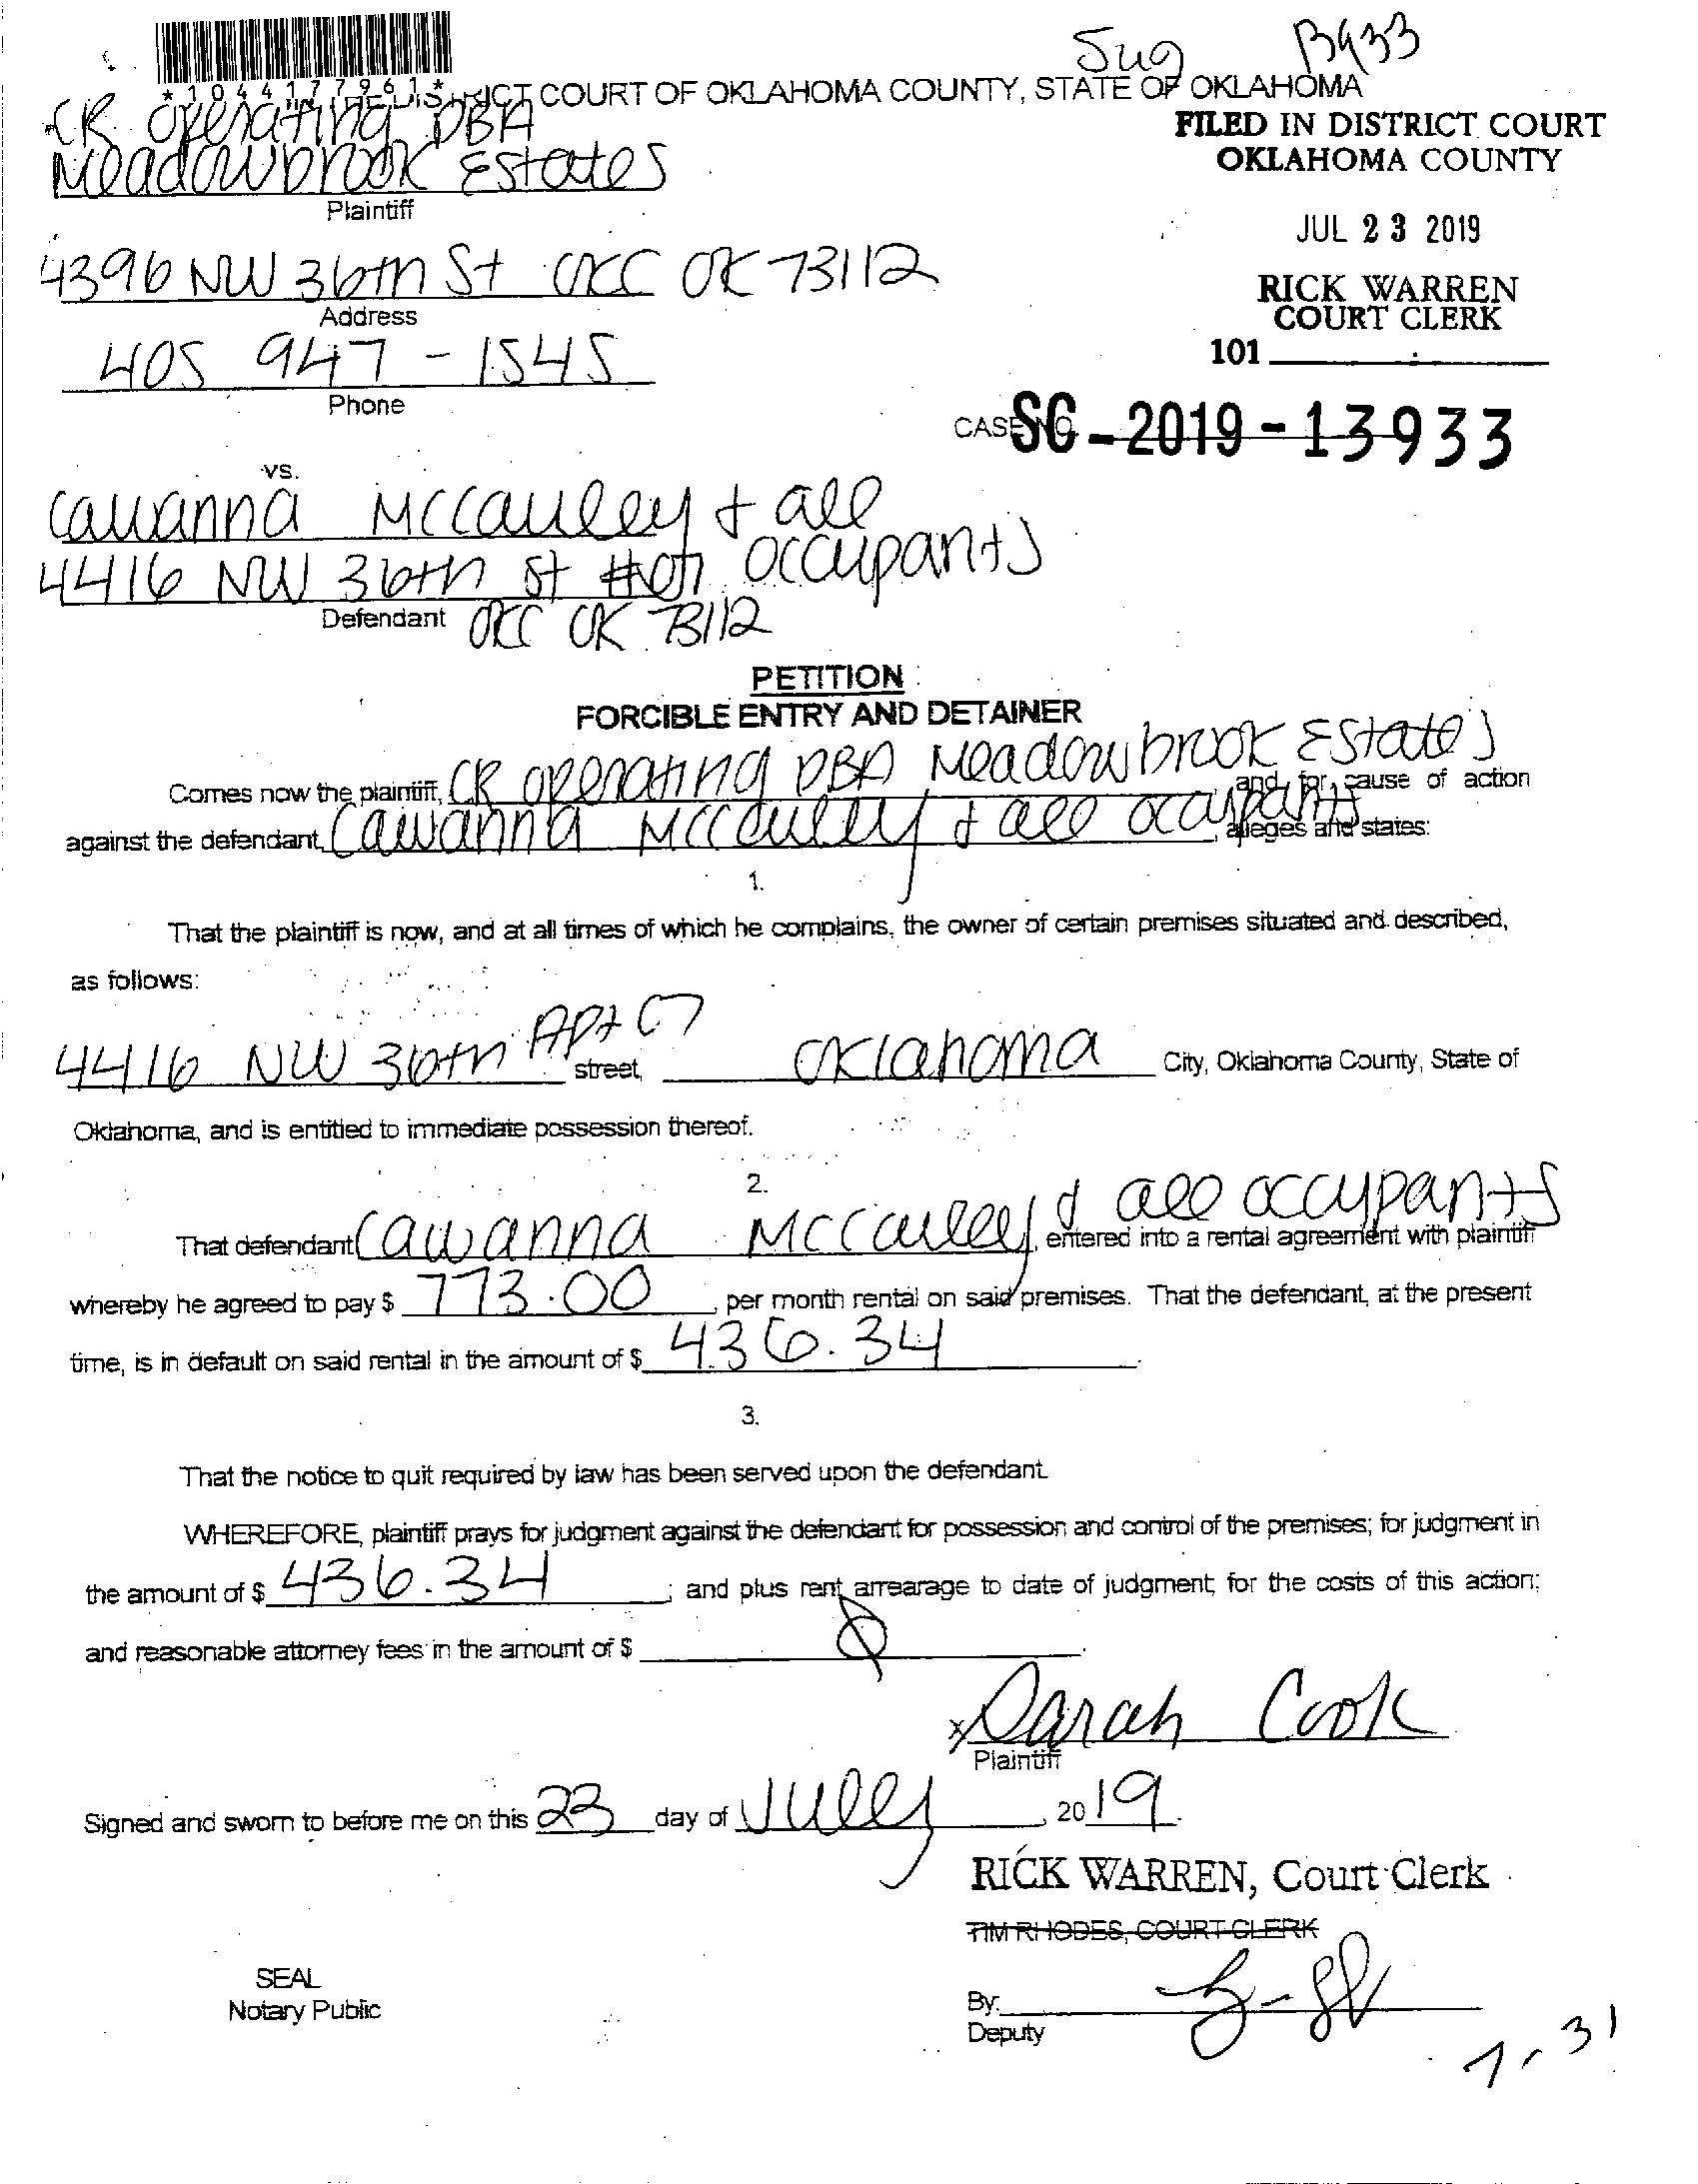 Sug B933
*1044177961*
IN THE DISTRICT COURT OF OKLAHOMA COUNTY, STATE OF OKLAHOMA
CR Operating DBA
Meadowbrook Estates
Plaintiff
FILED IN DISTRICT COURT
OKLAHOMA COUNTY
JUL 23 2019
4396 NW 36th St OKC OK 73112
Address
RICK WARREN
COURT CLERK
405 947-1545
101
Phone
CASE NO. SC-2019-13933
vs.
Cawanna McCauley + all
4416 NW 36th St occupants
Defendant OKC OK 73112
PETITION
FORCIBLE ENTRY AND DETAINER
Comes now the plaintiff, CR Operating DBA Meadowbrook Estates, and, for cause of action
against the defendant, Cawanna McCauley + all occupants, alleges and states:
1.
That the plaintiff is now, and at all times of which he complains, the owner of certain premises situated and described,
as follows:
4416 NW 36th Apt C7 street, Oklahoma City, Oklahoma County, State of
Oklahoma, and is entitled to immediate possession thereof.
2.
That defendant Cawanna McCauley & all occupants, entered into a rental agreement with plaintiff
whereby he agreed to pay $ 773.00, per month rental on said premises. That the defendant, at the present
time, is in default on said rental in the amount of $ 436.34.
3.
That the notice to quit required by law has been served upon the defendant.
WHEREFORE, plaintiff prays for judgment against the defendant for possession and control of the premises; for judgment in
the amount of $ 436.34; and plus rent arrearage to date of judgment; for the costs of this action;
and reasonable attorney fees in the amount of $ Ø.
x Sarah Cook
Plaintiff
Signed and sworn to before me on this 23 day of July, 2019.
RICK WARREN, Court Clerk
TIM RHODES, COURT CLERK
SEAL
Notary Public
By:
Deputy
7-31